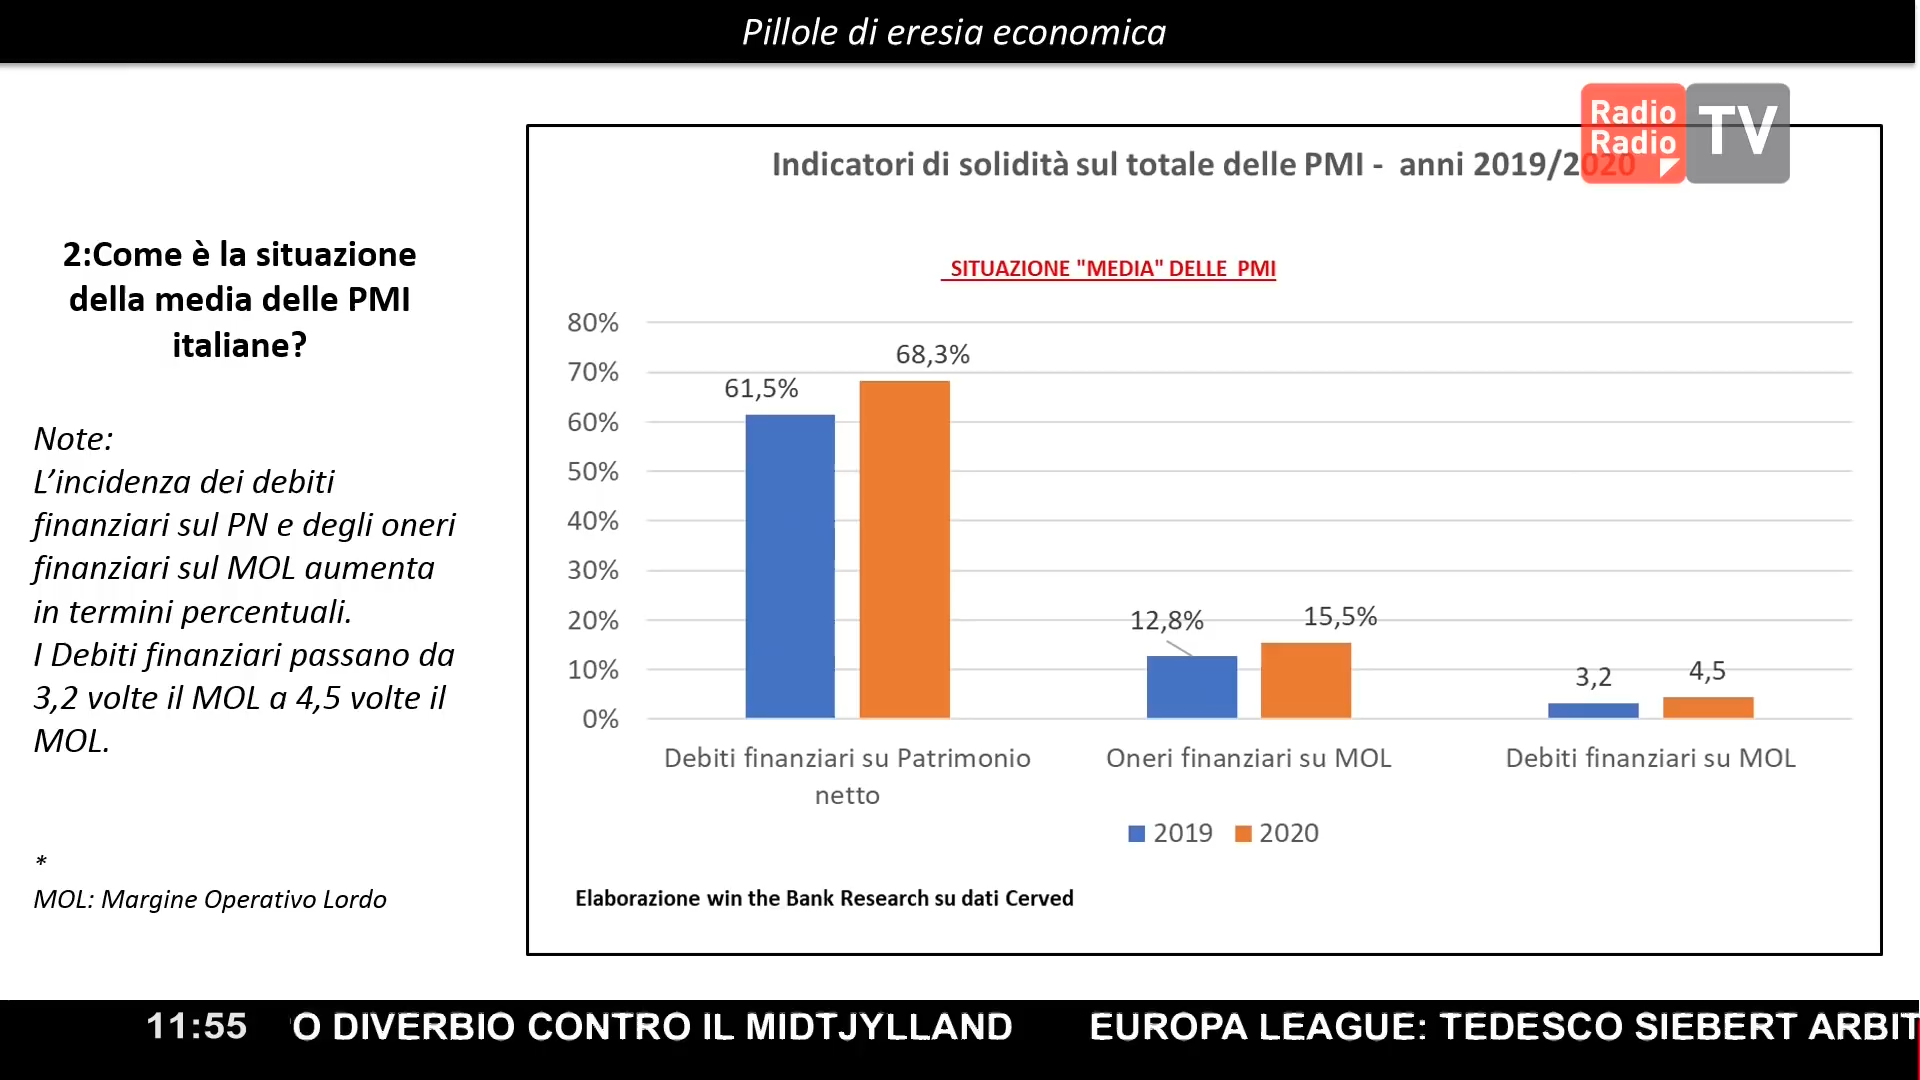 Pillole di eresia economica
Radio
Radio
TV
Indicatori di solidità sul totale delle PMI - anni 2019/2020
2:Come è la situazione
della media delle PMI
italiane?
Note:
L’incidenza dei debiti
finanziari sul PN e degli oneri
finanziari sul MOL aumenta
in termini percentuali.
I Debiti finanziari passano da
3,2 volte il MOL a 4,5 volte il
MOL.
*
MOL: Margine Operativo Lordo
SITUAZIONE "MEDIA" DELLE PMI
80%
70%
60%
50%
40%
30%
20%
10%
0%
61,5%
68,3%
12,8%
15,5%
3,2
4,5
Debiti finanziari su Patrimonio
netto
Oneri finanziari su MOL
Debiti finanziari su MOL
2019 2020
Elaborazione win the Bank Research su dati Cerved
11:55 O DIVERBIO CONTRO IL MIDTJYLLAND EUROPA LEAGUE: TEDESCO SIEBERT ARBIT